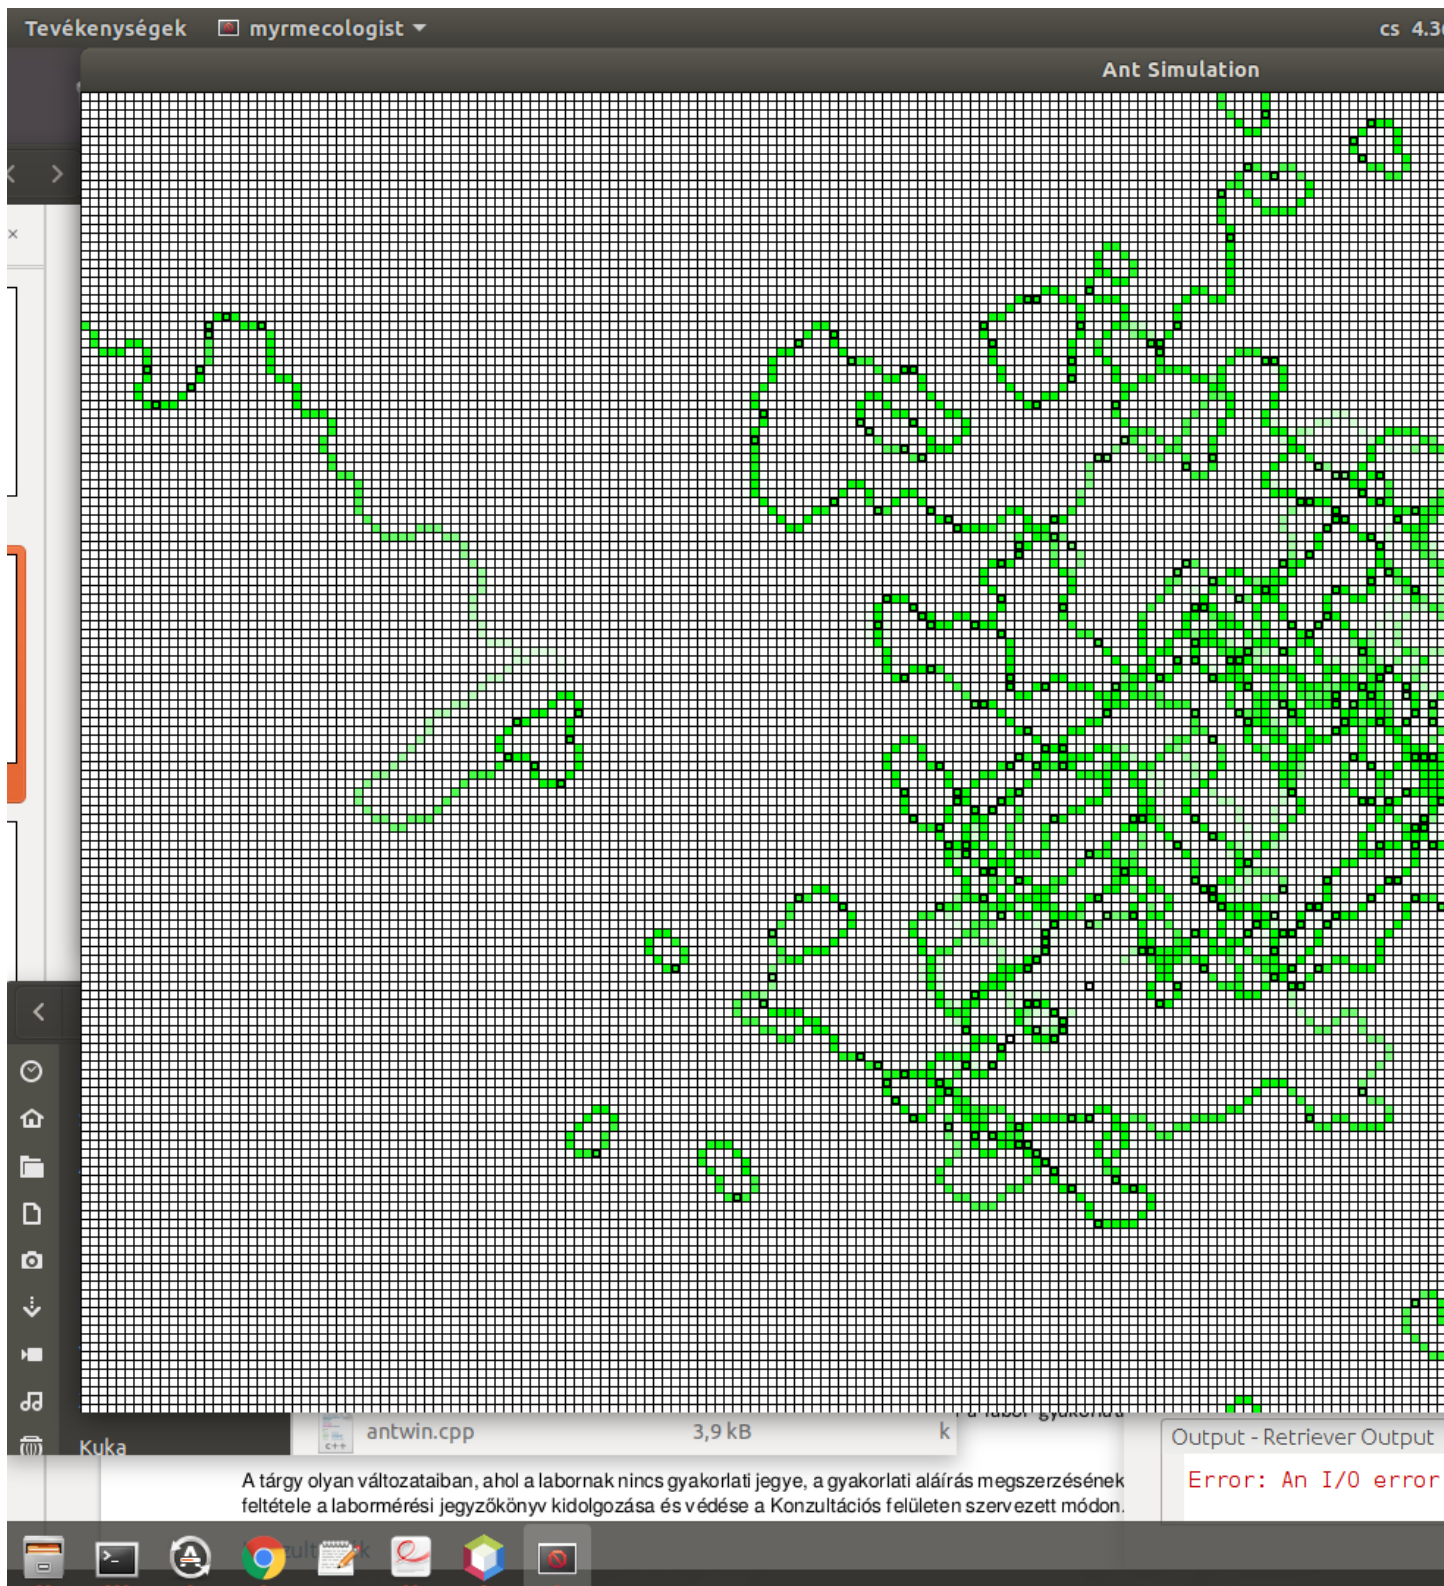 Tevékenységek myrmecologist cs 4.3
Ant Simulation
antwin.cpp 3,9 kB k
Kuka
Output - Retriever Output
Error: An I/O error
A tárgy olyan változataiban, ahol a labornak nincs gyakorlati jegye, a gyakorlati aláírás megszerzésének
feltétele a labormérési jegyzőkönyv kidolgozása és védése a Konzultációs felületen szervezett módon.